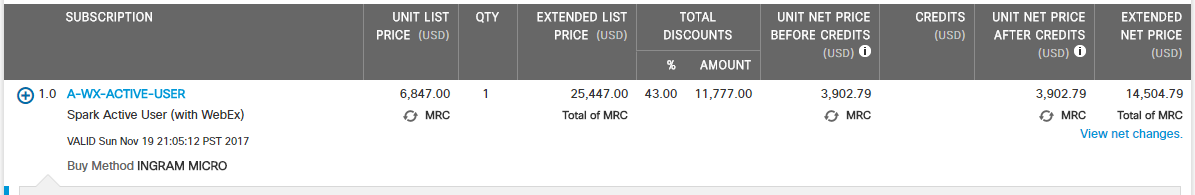 SUBSCRIPTION
UNIT LIST
PRICE (USD)
QTY
EXTENDED LIST
PRICE (USD)
TOTAL
DISCOUNTS
% AMOUNT
UNIT NET PRICE
BEFORE CREDITS
(USD)
CREDITS
(USD)
UNIT NET PRICE
AFTER CREDITS
(USD)
EXTENDED
NET PRICE
(USD)
1.0 A-WX-ACTIVE-USER 6,847.00 1 25,447.00 43.00 11,777.00 3,902.79 3,902.79 14,504.79
Spark Active User (with WebEx) MRC Total of MRC MRC MRC Total of MRC
View net changes.
VALID Sun Nov 19 21:05:12 PST 2017
Buy Method INGRAM MICRO